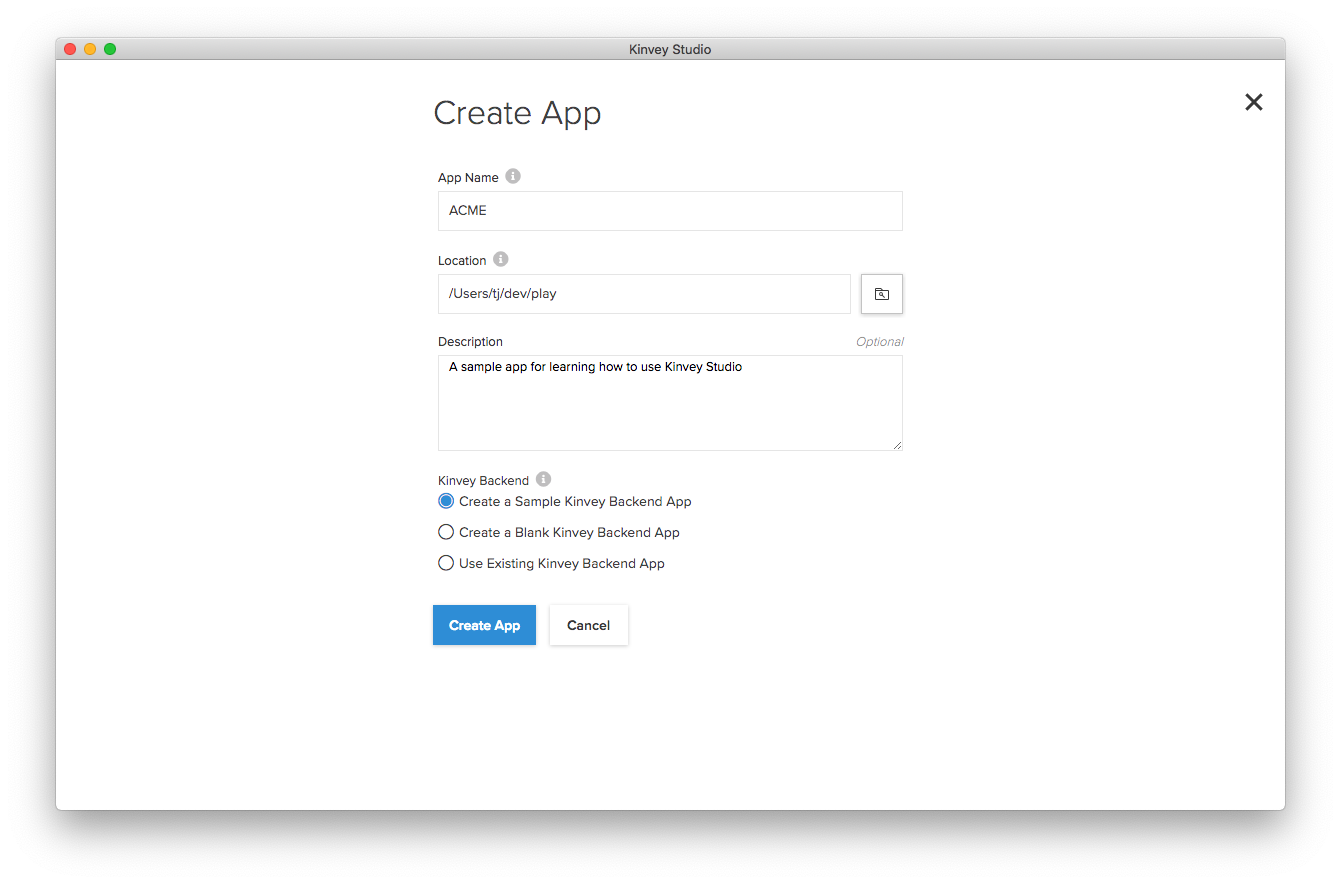 Kinvey Studio
Create App
App Name
ACME
Location
/Users/tj/dev/play
Description Optional
A sample app for learning how to use Kinvey Studio
Kinvey Backend
Create a Sample Kinvey Backend App
Create a Blank Kinvey Backend App
Use Existing Kinvey Backend App
Create App Cancel